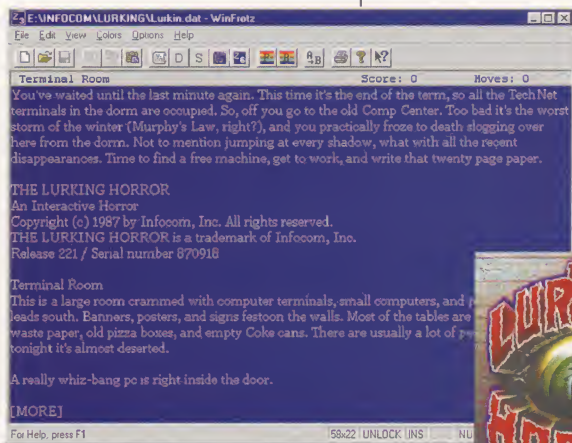 E:\INFOCOM\LURKING\Lurkin.dat - WinFrotz
File Edit View Colors Options Help
D S
A B
Terminal Room Score: 0 Moves: 0
You've waited until the last minute again. This time it's the end of the term, so all the TechNet
terminals in the dorm are occupied. So, off you go to the old Comp Center. Too bad it's the worst
storm of the winter (Murphy's Law, right?), and you practically froze to death slogging over
here from the dorm. Not to mention jumping at every shadow, what with all the recent
disappearances. Time to find a free machine, get to work, and write that twenty page paper.
THE LURKING HORROR
An Interactive Horror
Copyright (c) 1987 by Infocom, Inc. All rights reserved.
THE LURKING HORROR is a trademark of Infocom, Inc.
Release 221 / Serial number 870918
Terminal Room
This is a large room crammed with computer terminals, small computers, and
leads south. Banners, posters, and signs festoon the walls. Most of the tables are
waste paper, old pizza boxes, and empty Coke cans. There are usually a lot of
tonight it's almost deserted.
A really whiz-bang pc is right inside the door.
[MORE]
For Help, press F1 58x22 UNLOCK INS NU